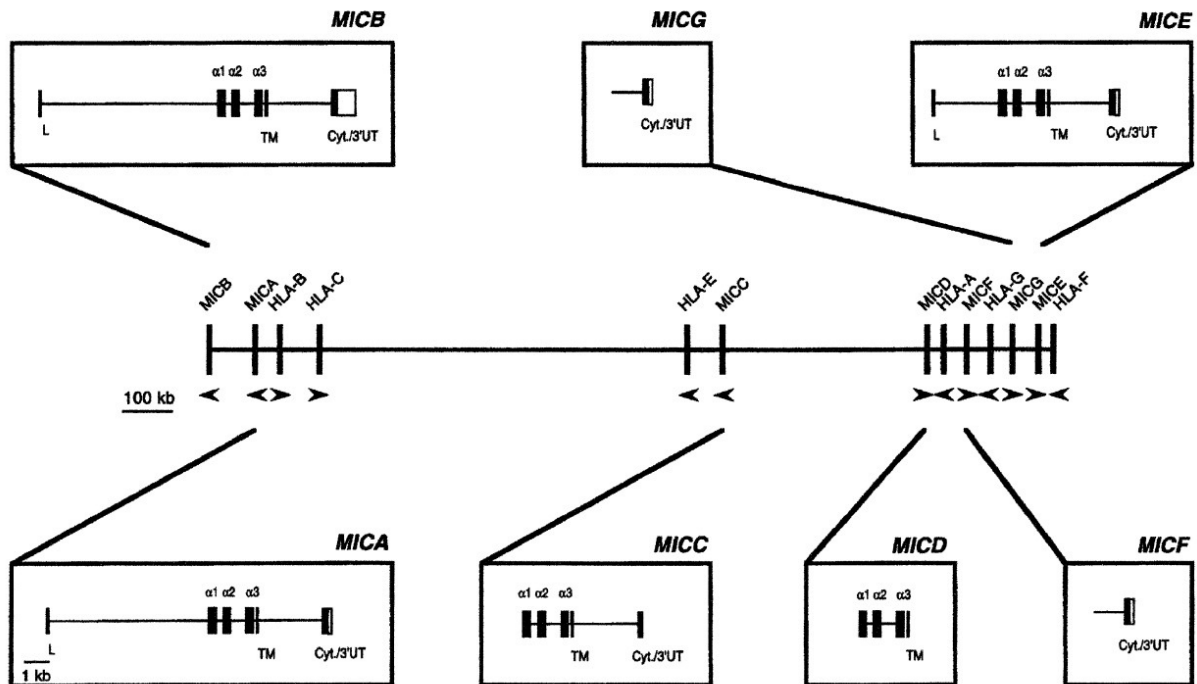 MICB
α1 α2 α3
L
TM
Cyt./3'UT
MICG
Cyt./3'UT
MICE
α1 α2 α3
L
TM
Cyt./3'UT
MICB
MICA
HLA-B
HLA-C
HLA-E
MICC
MICD
HLA-A
MICF
HLA-G
MICG
MICE
HLA-F
100 kb
MICA
α1 α2 α3
L
TM
Cyt./3'UT
1 kb
MICC
α1 α2 α3
TM
Cyt./3'UT
MICD
α1 α2 α3
TM
MICF
Cyt./3'UT